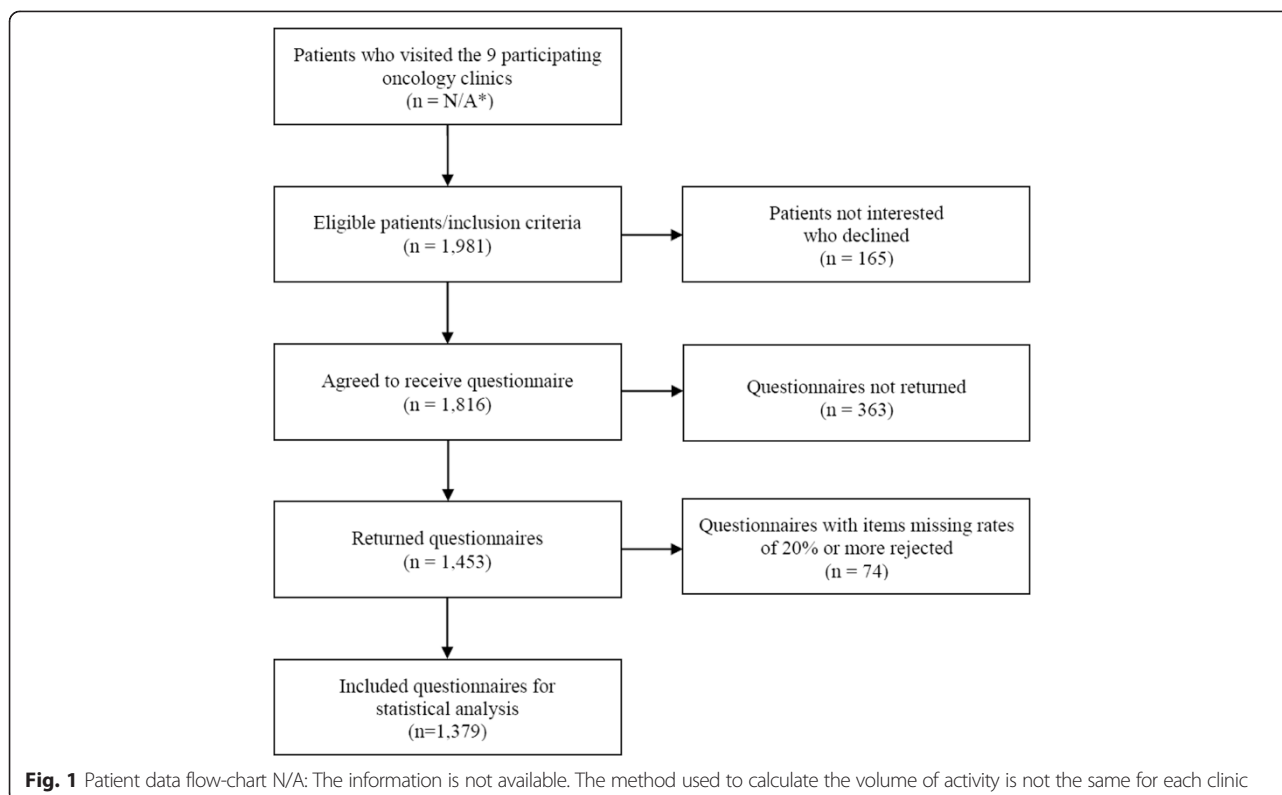 Patients who visited the 9 participating
oncology clinics
(n = N/A*)
Eligible patients/inclusion criteria
(n = 1,981)
Patients not interested
who declined
(n = 165)
Agreed to receive questionnaire
(n = 1,816)
Questionnaires not returned
(n = 363)
Returned questionnaires
(n = 1,453)
Questionnaires with items missing rates
of 20% or more rejected
(n = 74)
Included questionnaires for
statistical analysis
(n=1,379)
Fig. 1 Patient data flow-chart N/A: The information is not available. The method used to calculate the volume of activity is not the same for each clinic